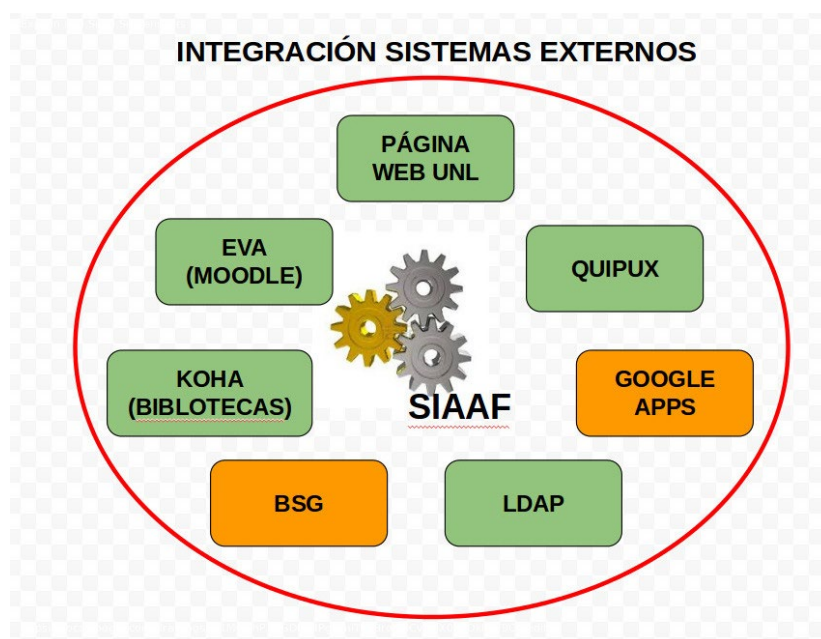 INTEGRACIÓN SISTEMAS EXTERNOS
PÁGINA
WEB UNL
EVA
(MOODLE)
QUIPUX
KOHA
(BIBLOTECAS)
GOOGLE
APPS
SIAAF
BSG
LDAP